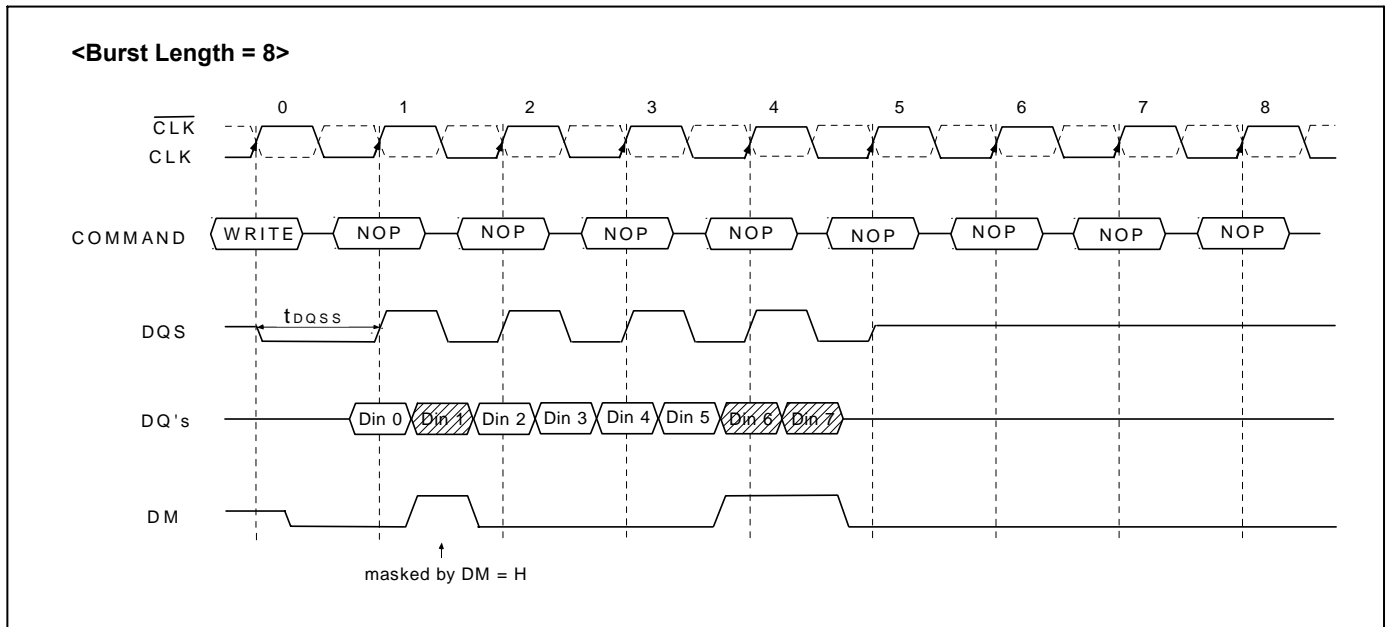 <Burst Length = 8>
0 1 2 3 4 5 6 7 8
CLK
CLK
COMMAND WRITE NOP NOP NOP NOP NOP NOP NOP NOP
DQS tDQSS
DQ's Din 0 Din 1 Din 2 Din 3 Din 4 Din 5 Din 6 Din 7
DM
masked by DM = H